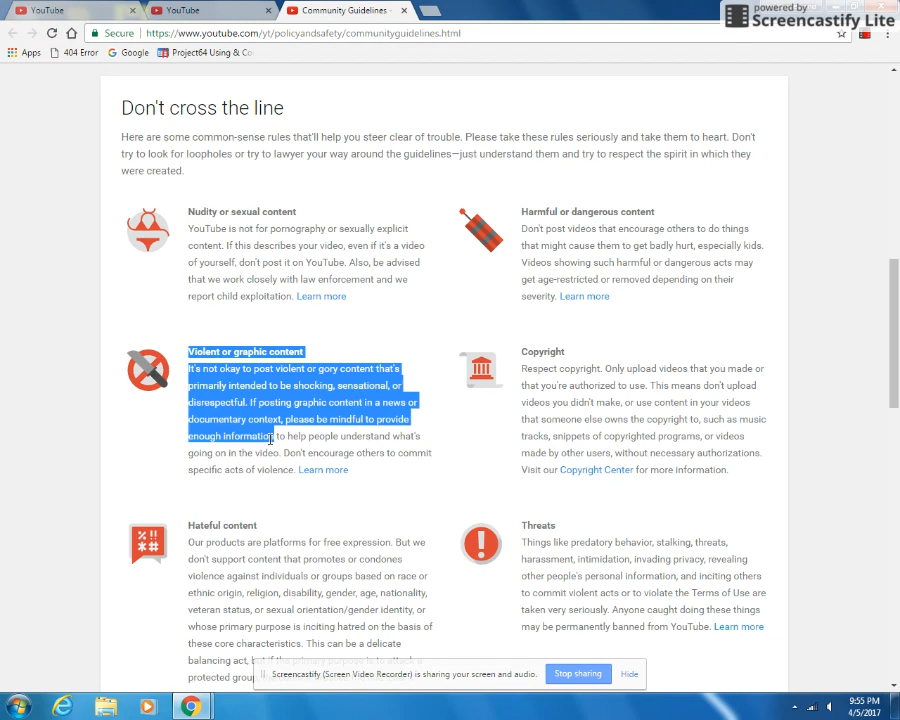 YouTube
YouTube
Community Guidelines -
powered by
Screencastify Lite
Secure
https://www.youtube.com/yt/policyandsafety/communityguidelines.html
Apps
404 Error
Google
Project64 Using & Co
Don't cross the line
Here are some common-sense rules that'll help you steer clear of trouble. Please take these rules seriously and take them to heart. Don't
try to look for loopholes or try to lawyer your way around the guidelines—just understand them and try to respect the spirit in which they
were created.
Nudity or sexual content
YouTube is not for pornography or sexually explicit
content. If this describes your video, even if it's a video
of yourself, don't post it on YouTube. Also, be advised
that we work closely with law enforcement and we
report child exploitation. Learn more
Harmful or dangerous content
Don't post videos that encourage others to do things
that might cause them to get badly hurt, especially kids.
Videos showing such harmful or dangerous acts may
get age-restricted or removed depending on their
severity. Learn more
Violent or graphic content
It's not okay to post violent or gory content that's
primarily intended to be shocking, sensational, or
disrespectful. If posting graphic content in a news or
documentary context, please be mindful to provide
enough information to help people understand what's
going on in the video. Don't encourage others to commit
specific acts of violence. Learn more
Copyright
Respect copyright. Only upload videos that you made or
that you're authorized to use. This means don't upload
videos you didn't make, or use content in your videos
that someone else owns the copyright to, such as music
tracks, snippets of copyrighted programs, or videos
made by other users, without necessary authorizations.
Visit our Copyright Center for more information.
%!!
##
Hateful content
Our products are platforms for free expression. But we
don't support content that promotes or condones
violence against individuals or groups based on race or
ethnic origin, religion, disability, gender, age, nationality,
veteran status, or sexual orientation/gender identity, or
whose primary purpose is inciting hatred on the basis of
these core characteristics. This can be a delicate
balancing act, but if the primary purpose is to attack a
protected group
Threats
Things like predatory behavior, stalking, threats,
harassment, intimidation, invading privacy, revealing
other people's personal information, and inciting others
to commit violent acts or to violate the Terms of Use are
taken very seriously. Anyone caught doing these things
may be permanently banned from YouTube. Learn more
Screencastify (Screen Video Recorder) is sharing your screen and audio.
Stop sharing
Hide
9:55 PM
4/5/2017